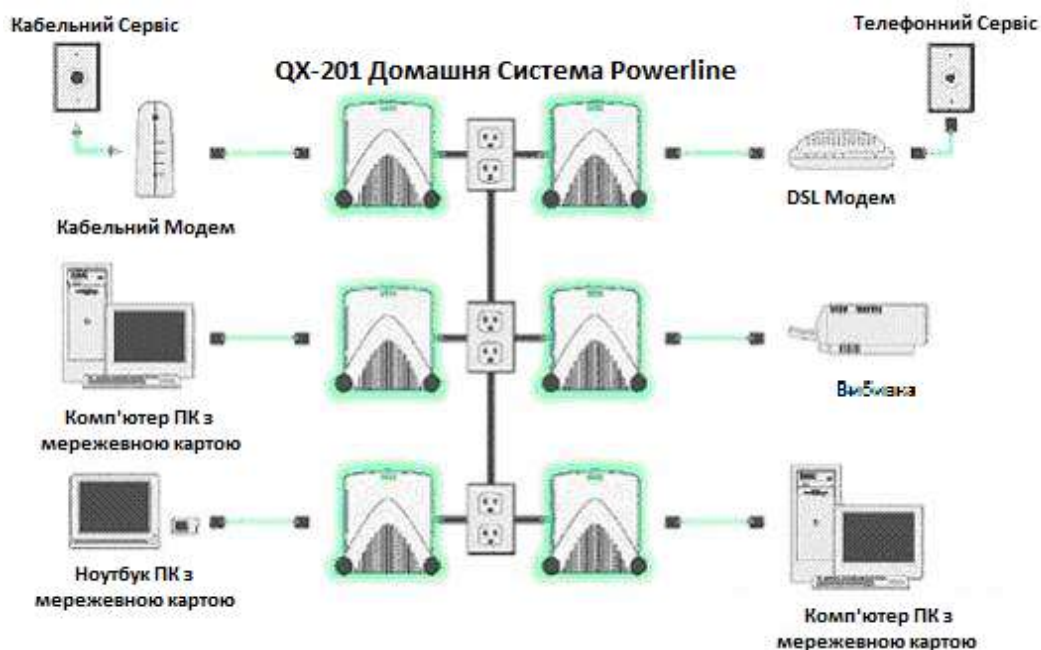 Кабельний Сервіс
Телефонний Сервіс
QX-201 Домашня Система Powerline
DSL Модем
Кабельний Модем
Комп'ютер ПК з
мережевною картою
Ноутбук ПК з
мережевною картою
Комп'ютер ПК з
мережевною картою